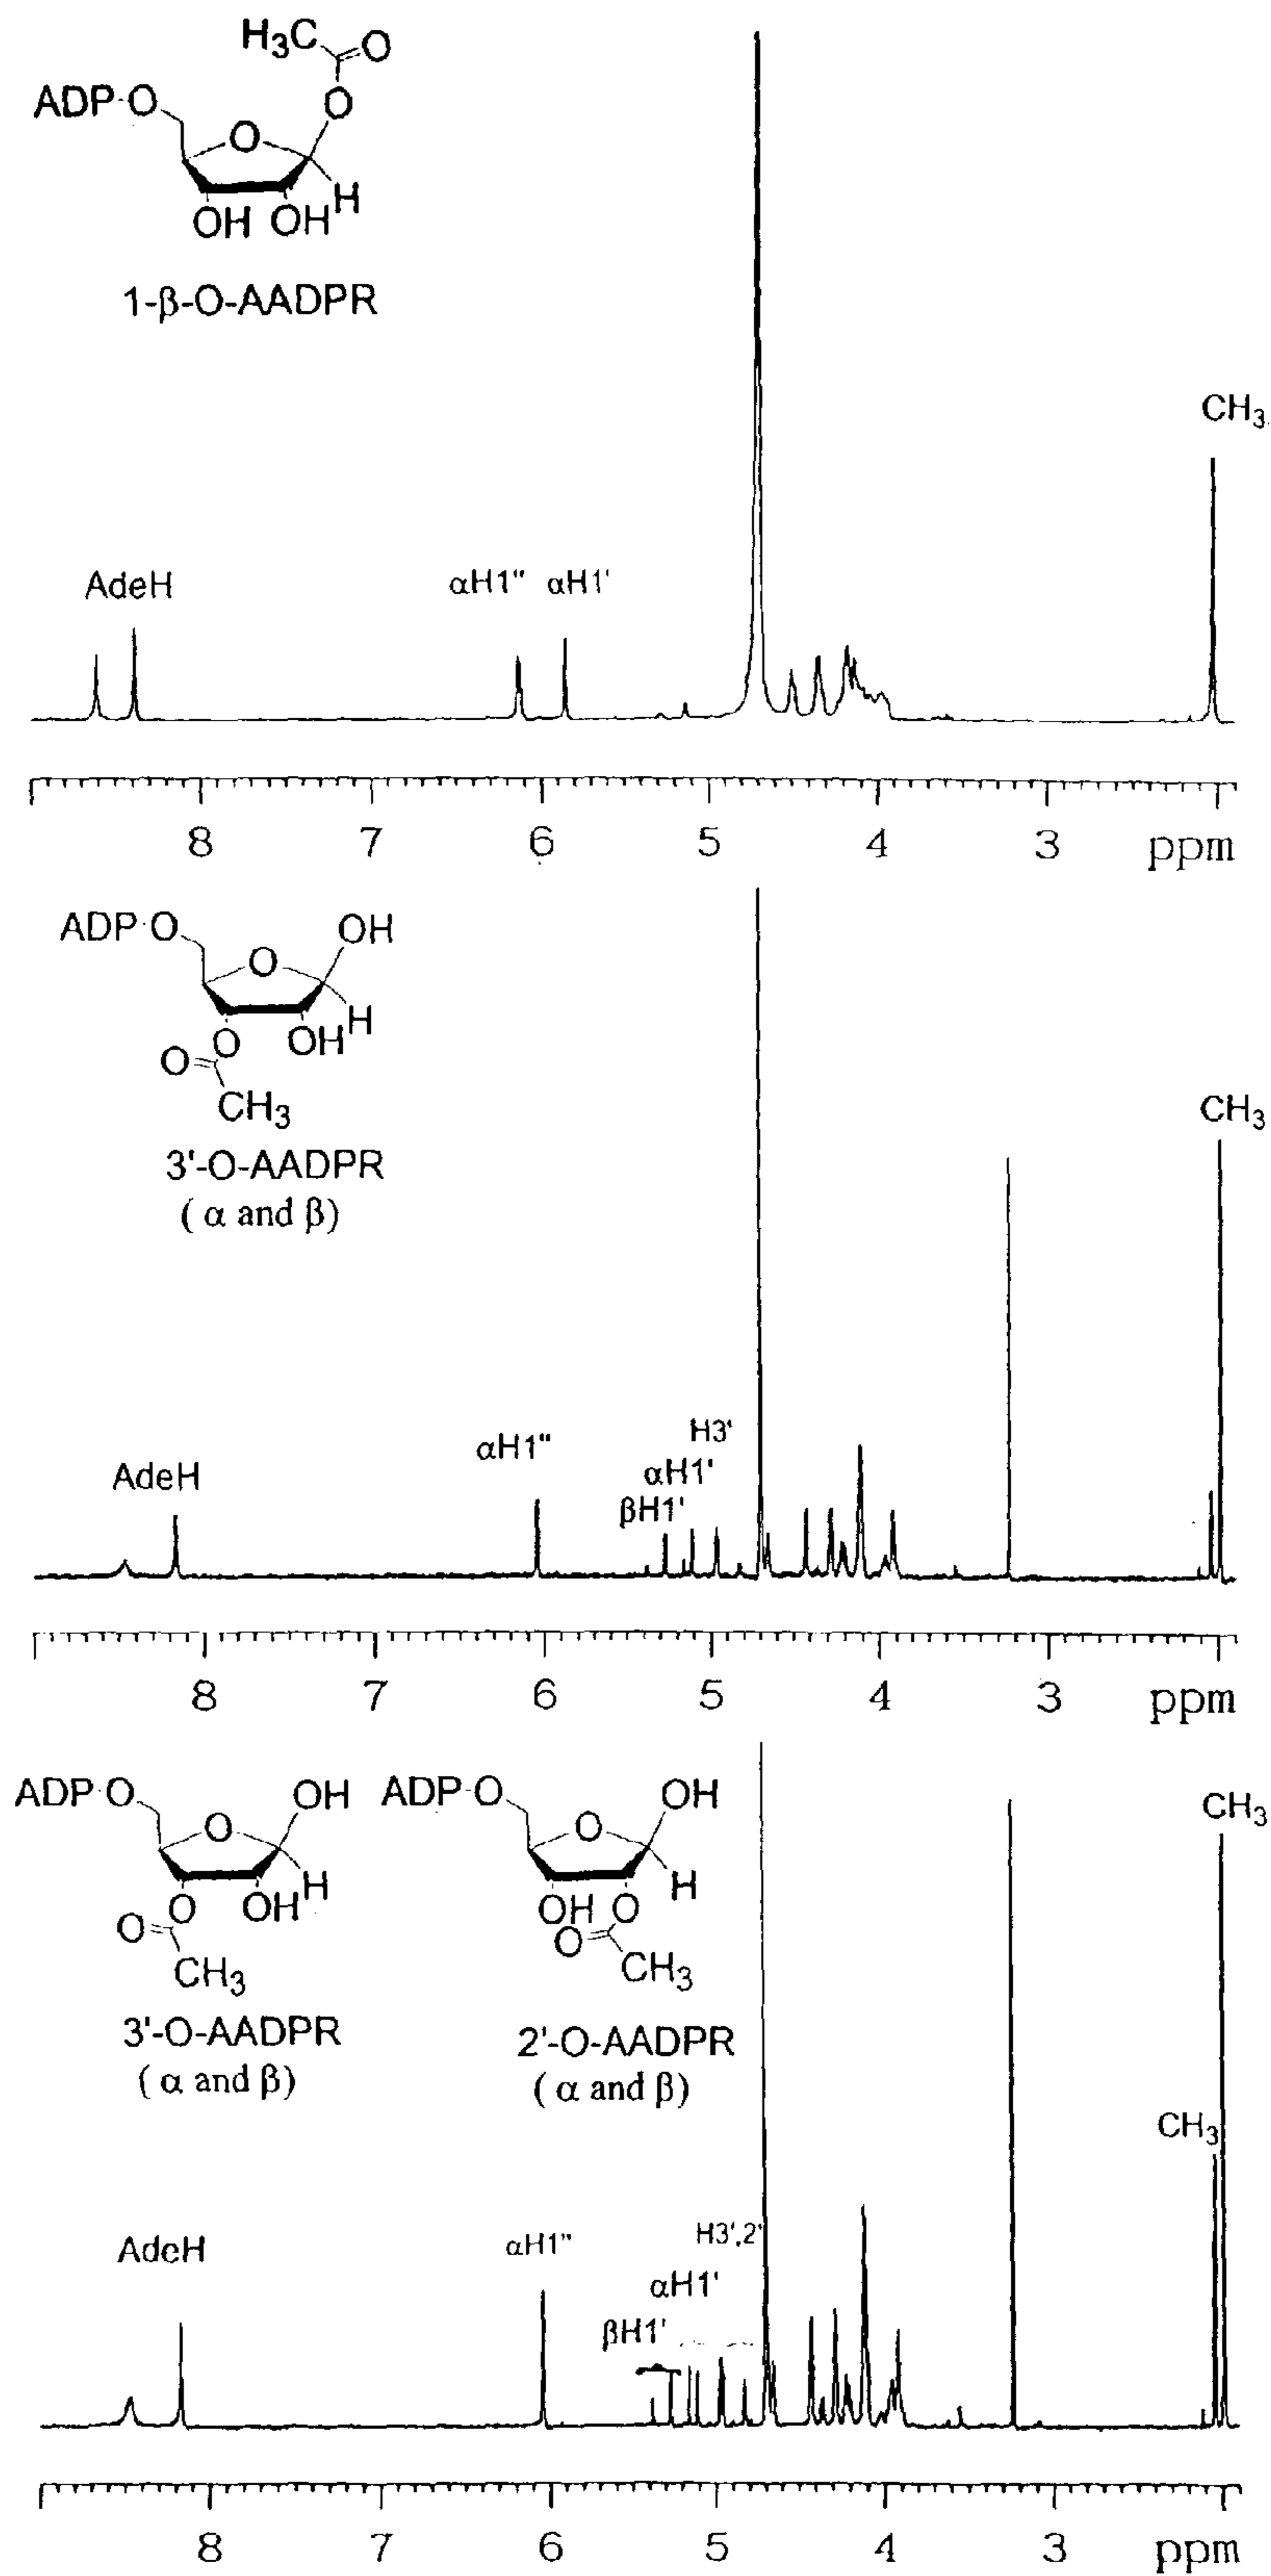 H3C O
ADP-O O
O
H
OH OH
1-β-O-AADPR
CH3
AdeH αH1" αH1'
8 7 6 5 4 3 ppm
ADP-O OH
O
H
O OH
O
CH3
3'-O-AADPR
( α and β)
CH3
H3'
αH1"
αH1'
AdeH
βH1'
8 7 6 5 4 3 ppm
ADP-O OH ADP-O OH
O O
H H
O OH OH O
O O
CH3 CH3
3'-O-AADPR 2'-O-AADPR
( α and β) ( α and β)
CH3
CH3
H3',2'
AdeH αH1"
αH1'
βH1'
8 7 6 5 4 3 ppm